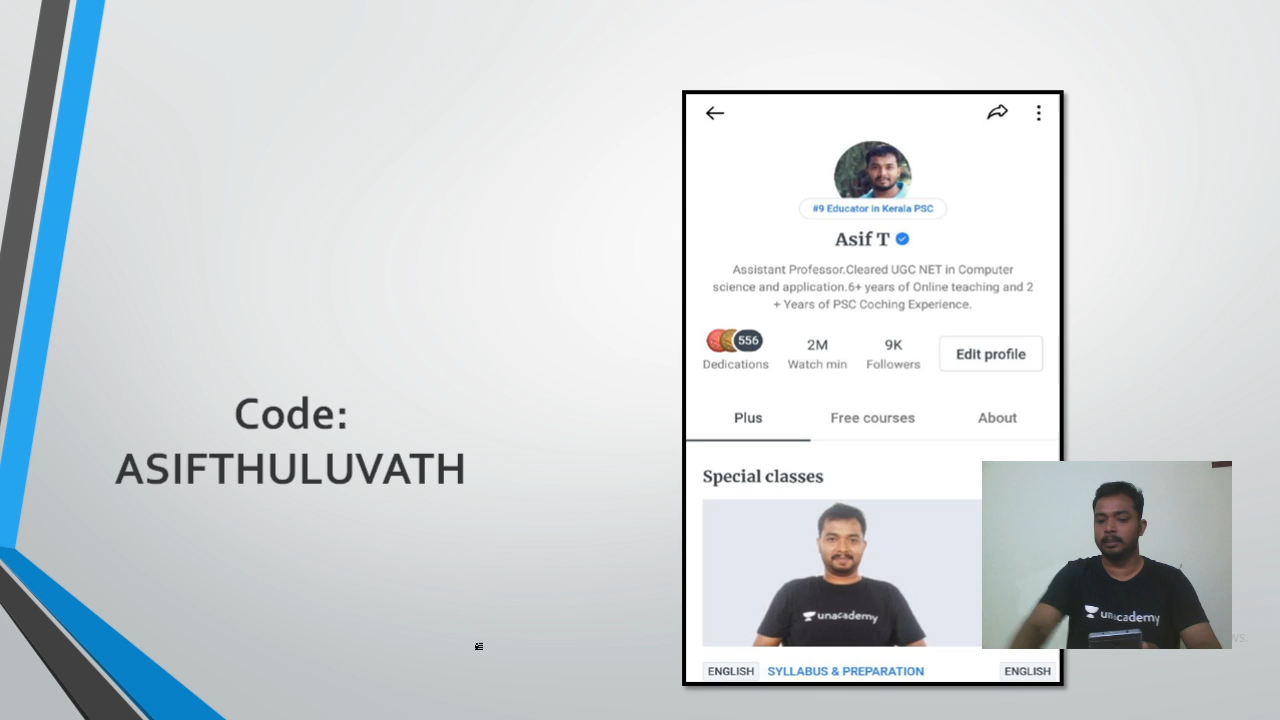 Code:
ASIFTHULUVATH
#9 Educator in Kerala PSC
Asif T
Assistant Professor.Cleared UGC NET in Computer
science and application.6+ years of Online teaching and 2
+ Years of PSC Coching Experience.
556
Dedications
2M
Watch min
9K
Followers
Edit profile
Plus
Free courses
About
Special classes
unacademy
unacademy
ws.
ENGLISH
SYLLABUS & PREPARATION
ENGLISH